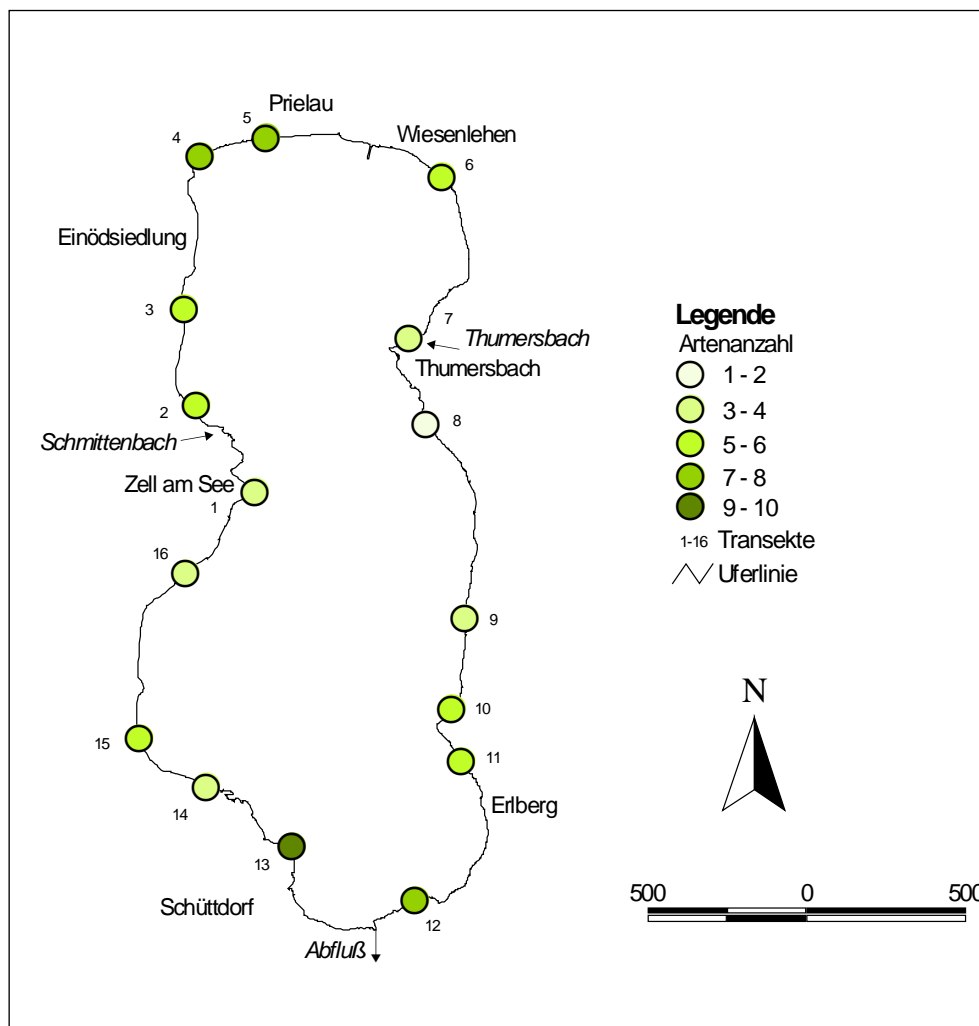 Prielau
5
4
Wiesenlehen
6
Einödsiedlung
3
7
Thumersbach
Thumersbach
2
8
Schmittenbach
Zell am See
1
16
9
10
15
11
14
Erlberg
13
Schüttdorf
12
Abfluß
Legende
Artenanzahl
1 - 2
3 - 4
5 - 6
7 - 8
9 - 10
1-16 Transekte
Uferlinie
N
500 0 500